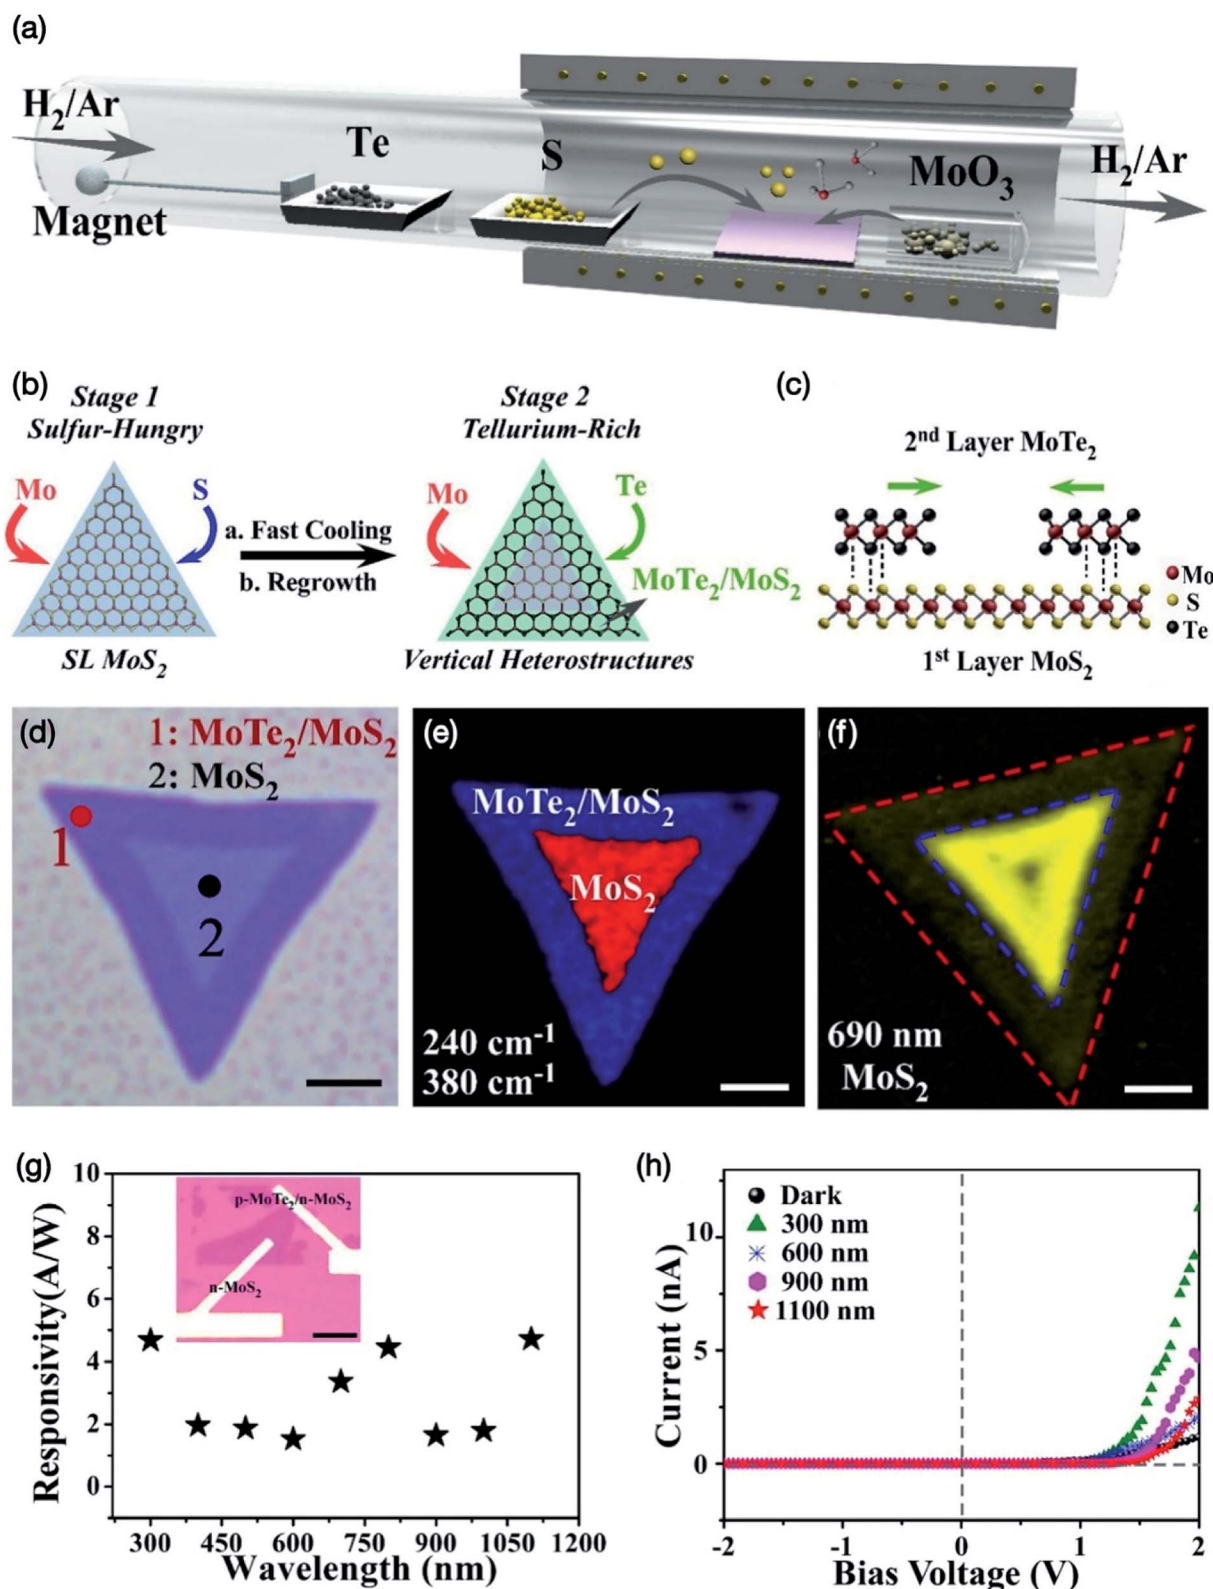 (a)
H2/Ar
Te
S
MoO3
H2/Ar
Magnet
(b)
Stage 1
Sulfur-Hungry
Mo
S
SL MoS2
a. Fast Cooling
b. Regrowth
Stage 2
Tellurium-Rich
Mo
Te
MoTe2/MoS2
Vertical Heterostructures
(c)
2nd Layer MoTe2
Mo
S
Te
1st Layer MoS2
(d)
1: MoTe2/MoS2
2: MoS2
1
2
(e)
MoTe2/MoS2
MoS2
240 cm-1
380 cm-1
(f)
690 nm
MoS2
(g)
Responsivity(A/W)
10
8
6
4
2
0
p-MoTe2/n-MoS2
n-MoS2
300 450 600 750 900 1050 1200
Wavelength (nm)
(h)
Current (nA)
10
5
0
Dark
300 nm
600 nm
900 nm
1100 nm
-2 -1 0 1 2
Bias Voltage (V)